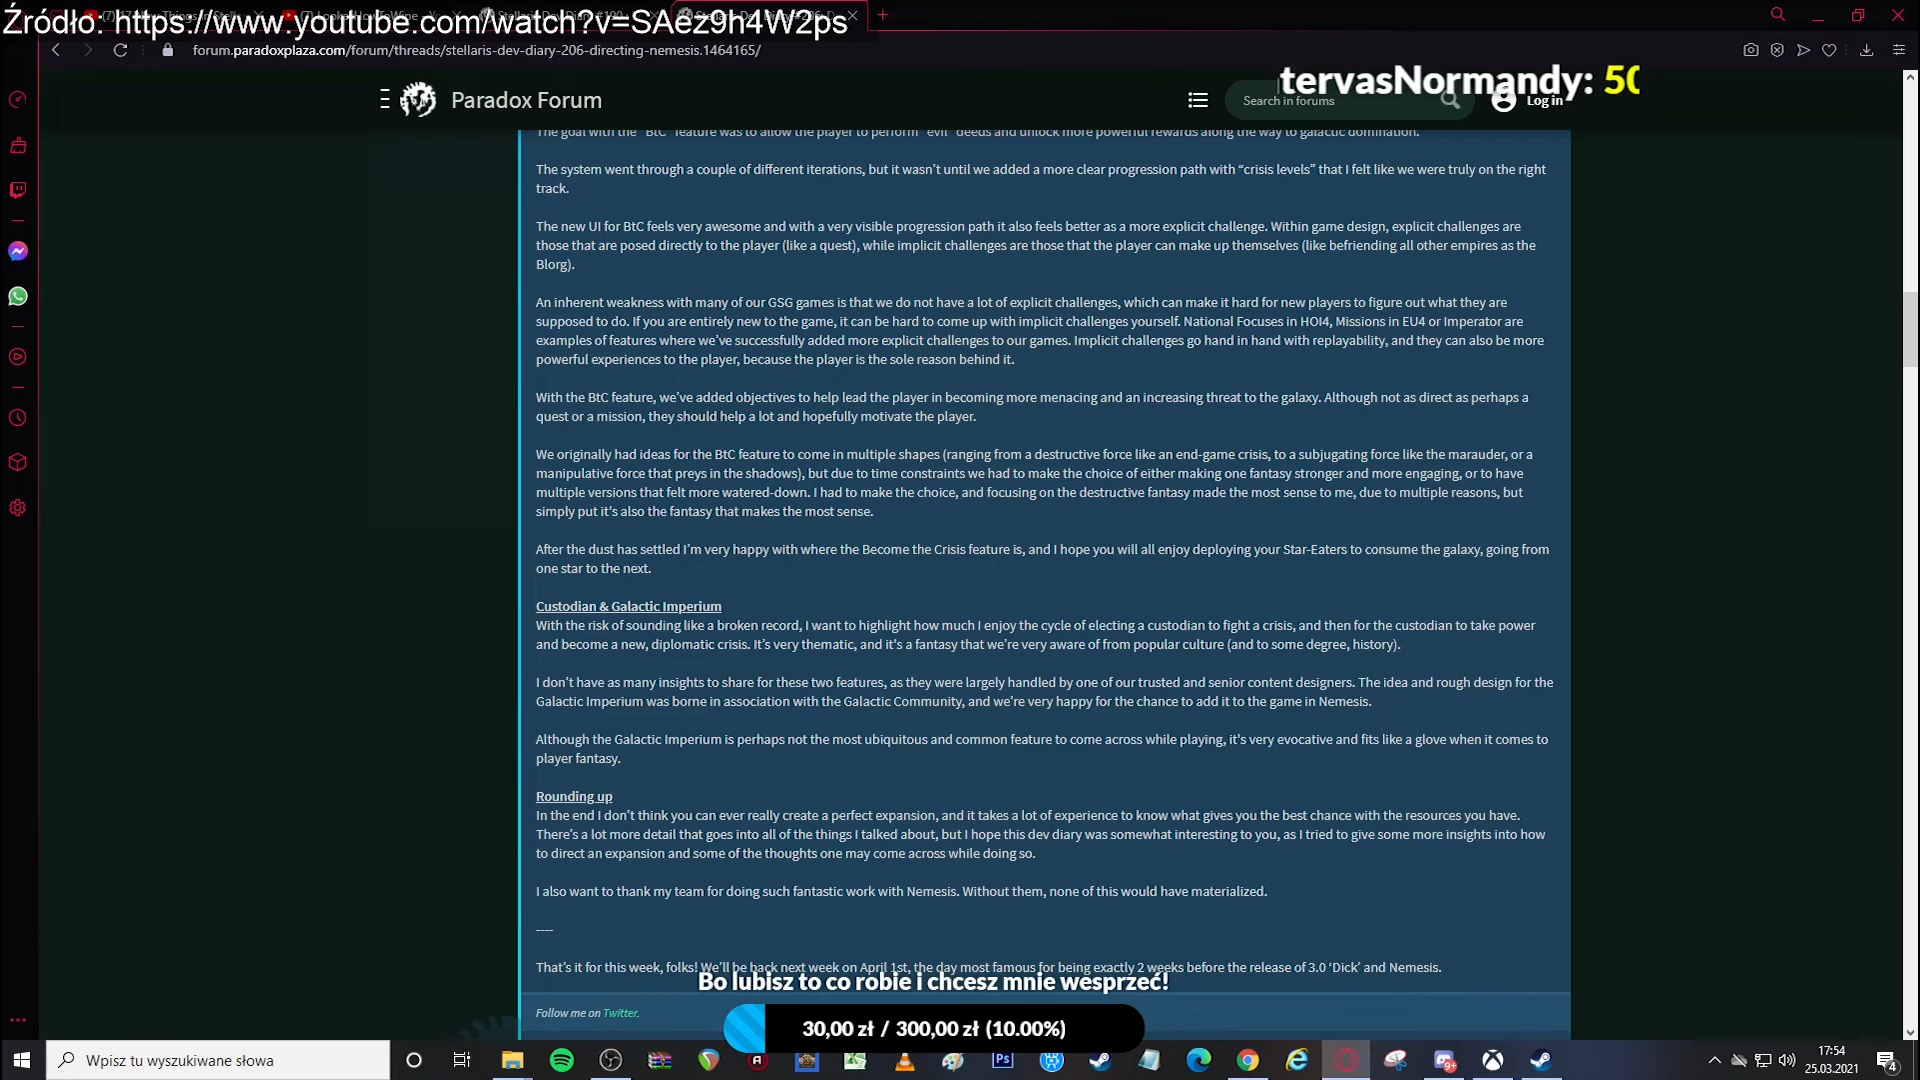 Źródło: https://www.youtube.com/watch?v=SAez9h4W2ps
forum.paradoxplaza.com/forum/threads/stellaris-dev-diary-206-directing-nemesis.1464165/
tervasNormandy: 50
Paradox Forum
Search in forums
Log in
The goal with the “BtC” feature was to allow the player to perform “evil” deeds and unlock more powerful rewards along the way to galactic domination.
The system went through a couple of different iterations, but it wasn’t until we added a more clear progression path with “crisis levels” that I felt like we were truly on the right
track.
The new UI for BtC feels very awesome and with a very visible progression path it also feels better as a more explicit challenge. Within game design, explicit challenges are
those that are posed directly to the player (like a quest), while implicit challenges are those that the player can make up themselves (like befriending all other empires as the
Blorg).
An inherent weakness with many of our GSG games is that we do not have a lot of explicit challenges, which can make it hard for new players to figure out what they are
supposed to do. If you are entirely new to the game, it can be hard to come up with implicit challenges yourself. National Focuses in HOI4, Missions in EU4 or Imperator are
examples of features where we’ve successfully added more explicit challenges to our games. Implicit challenges go hand in hand with replayability, and they can also be more
powerful experiences to the player, because the player is the sole reason behind it.
With the BtC feature, we’ve added objectives to help lead the player in becoming more menacing and an increasing threat to the galaxy. Although not as direct as perhaps a
quest or a mission, they should help a lot and hopefully motivate the player.
We originally had ideas for the BtC feature to come in multiple shapes (ranging from a destructive force like an end-game crisis, to a subjugating force like the marauder, or a
manipulative force that preys in the shadows), but due to time constraints we had to make the choice of either making one fantasy stronger and more engaging, or to have
multiple versions that felt more watered-down. I had to make the choice, and focusing on the destructive fantasy made the most sense to me, due to multiple reasons, but
simply put it's also the fantasy that makes the most sense.
After the dust has settled I’m very happy with where the Become the Crisis feature is, and I hope you will all enjoy deploying your Star-Eaters to consume the galaxy, going from
one star to the next.
Custodian & Galactic Imperium
With the risk of sounding like a broken record, I want to highlight how much I enjoy the cycle of electing a custodian to fight a crisis, and then for the custodian to take power
and become a new, diplomatic crisis. It’s very thematic, and it's a fantasy that we’re very aware of from popular culture (and to some degree, history).
I don’t have as many insights to share for these two features, as they were largely handled by one of our trusted and senior content designers. The idea and rough design for the
Galactic Imperium was borne in association with the Galactic Community, and we’re very happy for the chance to add it to the game in Nemesis.
Although the Galactic Imperium is perhaps not the most ubiquitous and common feature to come across while playing, it's very evocative and fits like a glove when it comes to
player fantasy.
Rounding up
In the end I don’t think you can ever really create a perfect expansion, and it takes a lot of experience to know what gives you the best chance with the resources you have.
There’s a lot more detail that goes into all of the things I talked about, but I hope this dev diary was somewhat interesting to you, as I tried to give some more insights into how
to direct an expansion and some of the thoughts one may come across while doing so.
I also want to thank my team for doing such fantastic work with Nemesis. Without them, none of this would have materialized.
----
That’s it for this week, folks! We’ll be back next week on April 1st, the day most famous for being exactly 2 weeks before the release of 3.0 ‘Dick’ and Nemesis.
Bo lubisz to co robie i chcesz mnie wesprzeć!
Follow me on Twitter.
30,00 zł / 300,00 zł (10.00%)
Wpisz tu wyszukiwane słowa
17:54
25.03.2021